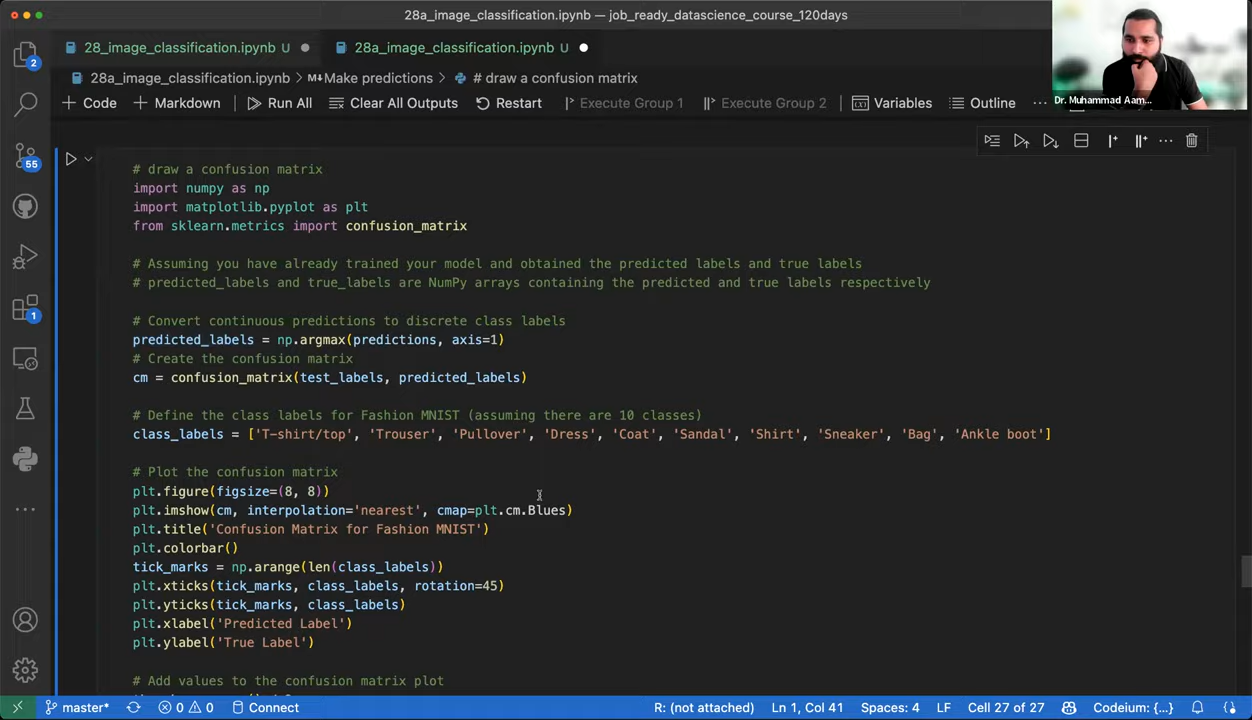 28a_image_classification.ipynb — job_ready_datascience_course_120days
28_image_classification.ipynb U
28a_image_classification.ipynb U
28a_image_classification.ipynb > M↓Make predictions > # draw a confusion matrix
Dr. Muhammad Aam...
+ Code + Markdown Run All Clear All Outputs Restart Execute Group 1 Execute Group 2 Variables Outline ...
2
55
1
# draw a confusion matrix
import numpy as np
import matplotlib.pyplot as plt
from sklearn.metrics import confusion_matrix
# Assuming you have already trained your model and obtained the predicted labels and true labels
# predicted_labels and true_labels are NumPy arrays containing the predicted and true labels respectively
# Convert continuous predictions to discrete class labels
predicted_labels = np.argmax(predictions, axis=1)
# Create the confusion matrix
cm = confusion_matrix(test_labels, predicted_labels)
# Define the class labels for Fashion MNIST (assuming there are 10 classes)
class_labels = ['T-shirt/top', 'Trouser', 'Pullover', 'Dress', 'Coat', 'Sandal', 'Shirt', 'Sneaker', 'Bag', 'Ankle boot']
# Plot the confusion matrix
plt.figure(figsize=(8, 8))
plt.imshow(cm, interpolation='nearest', cmap=plt.cm.Blues)
plt.title('Confusion Matrix for Fashion MNIST')
plt.colorbar()
tick_marks = np.arange(len(class_labels))
plt.xticks(tick_marks, class_labels, rotation=45)
plt.yticks(tick_marks, class_labels)
plt.xlabel('Predicted Label')
plt.ylabel('True Label')
# Add values to the confusion matrix plot
master* 0 0 Connect R: (not attached) Ln 1, Col 41 Spaces: 4 LF Cell 27 of 27 Codeium: {...}